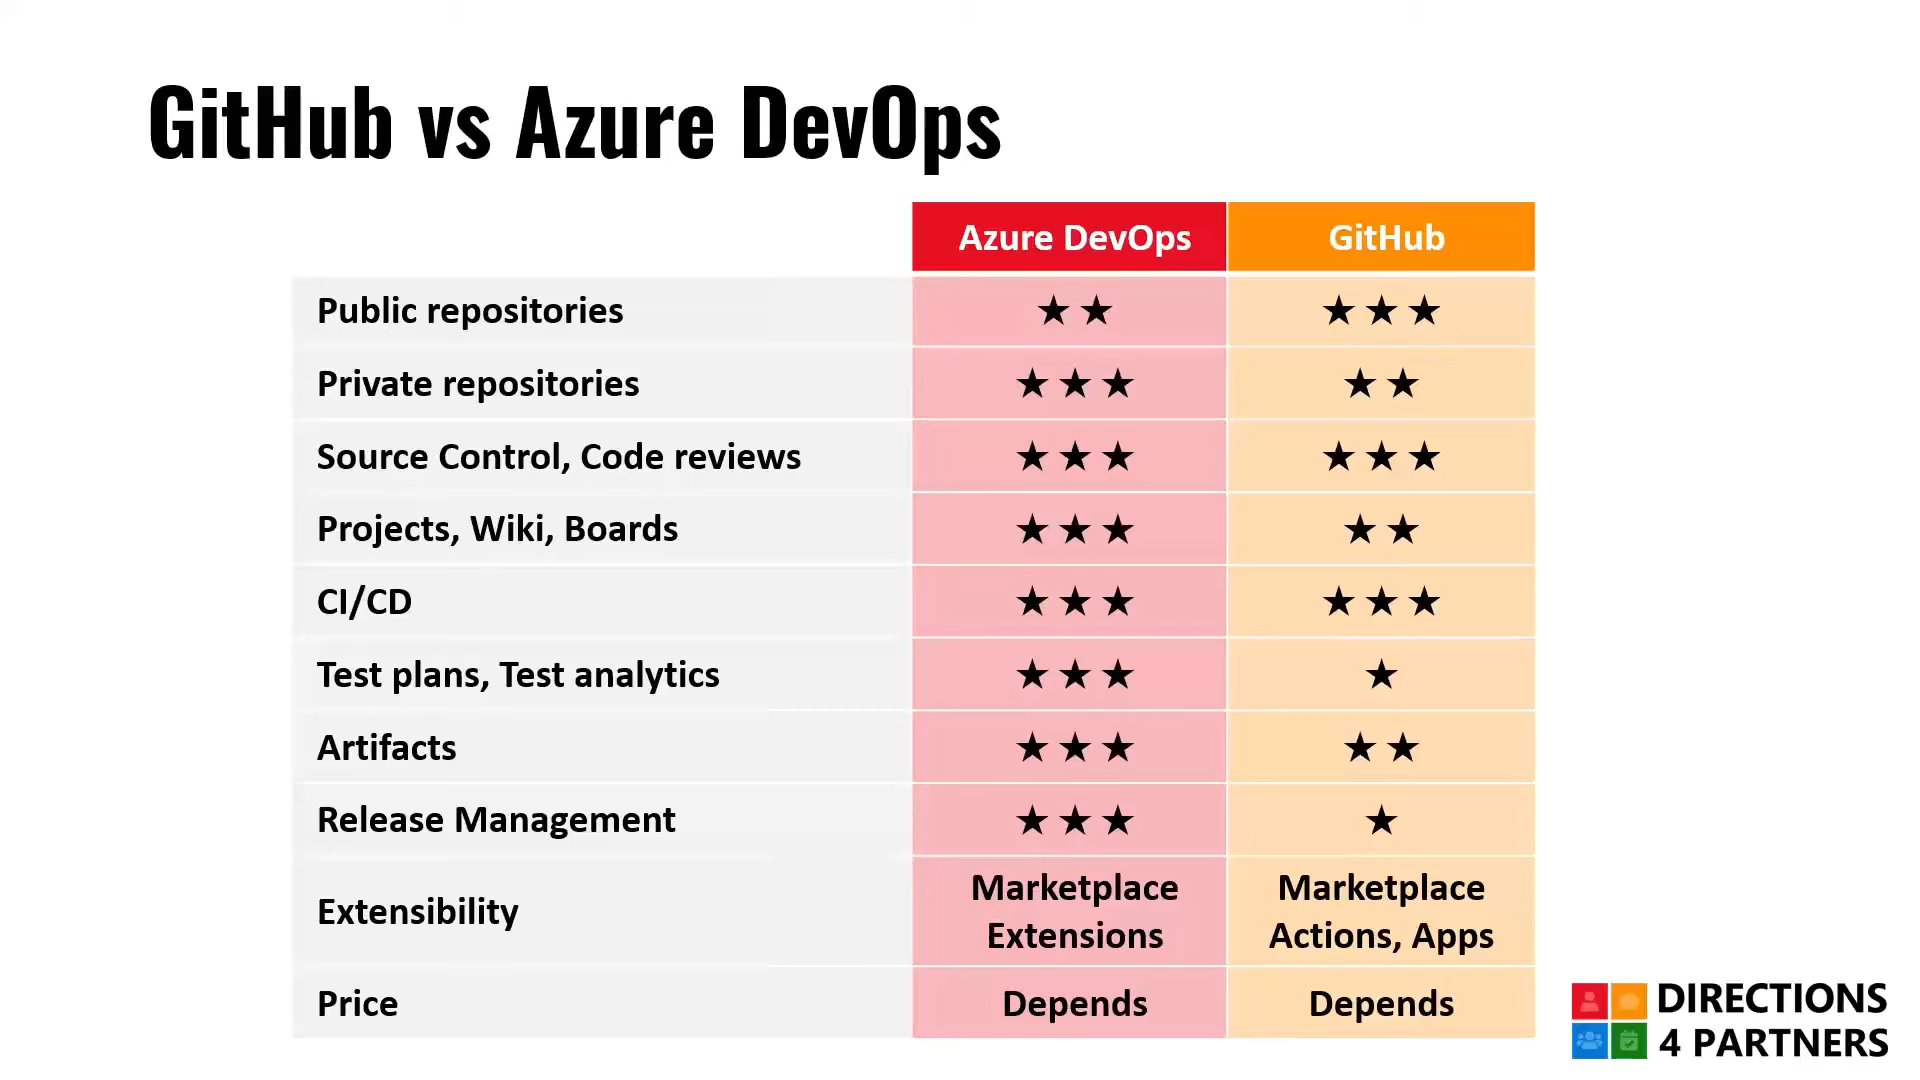 GitHub vs Azure DevOps
Azure DevOps GitHub
Public repositories ★★ ★★★
Private repositories ★★★ ★★
Source Control, Code reviews ★★★ ★★★
Projects, Wiki, Boards ★★★ ★★
CI/CD ★★★ ★★★
Test plans, Test analytics ★★★ ★
Artifacts ★★★ ★★
Release Management ★★★ ★
Extensibility
Marketplace
Extensions
Marketplace
Actions, Apps
Price Depends Depends
DIRECTIONS
4 PARTNERS